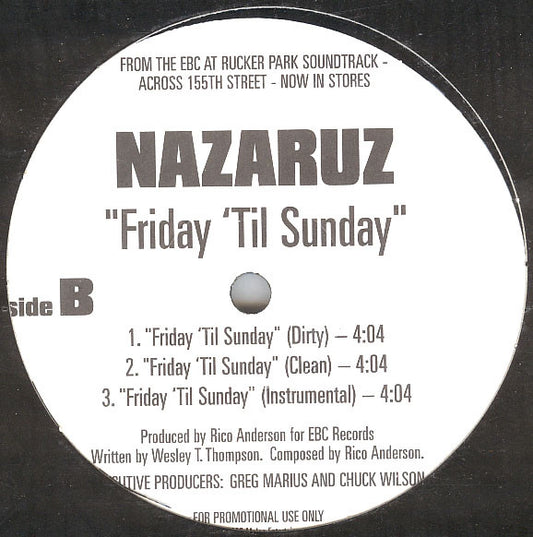 FROM THE EBC AT RUCKER PARK SOUNDTRACK -
ACROSS 155TH STREET - NOW IN STORES
NAZARUZ
"Friday ‘Til Sunday"
side B
1. "Friday ‘Til Sunday" (Dirty) – 4:04
2. "Friday ‘Til Sunday" (Clean) – 4:04
3. "Friday ‘Til Sunday" (Instrumental) – 4:04
Produced by Rico Anderson for EBC Records
Written by Wesley T. Thompson. Composed by Rico Anderson.
PRODUCERS: GREG MARIUS AND CHUCK WILSON
FOR PROMOTIONAL USE ONLY